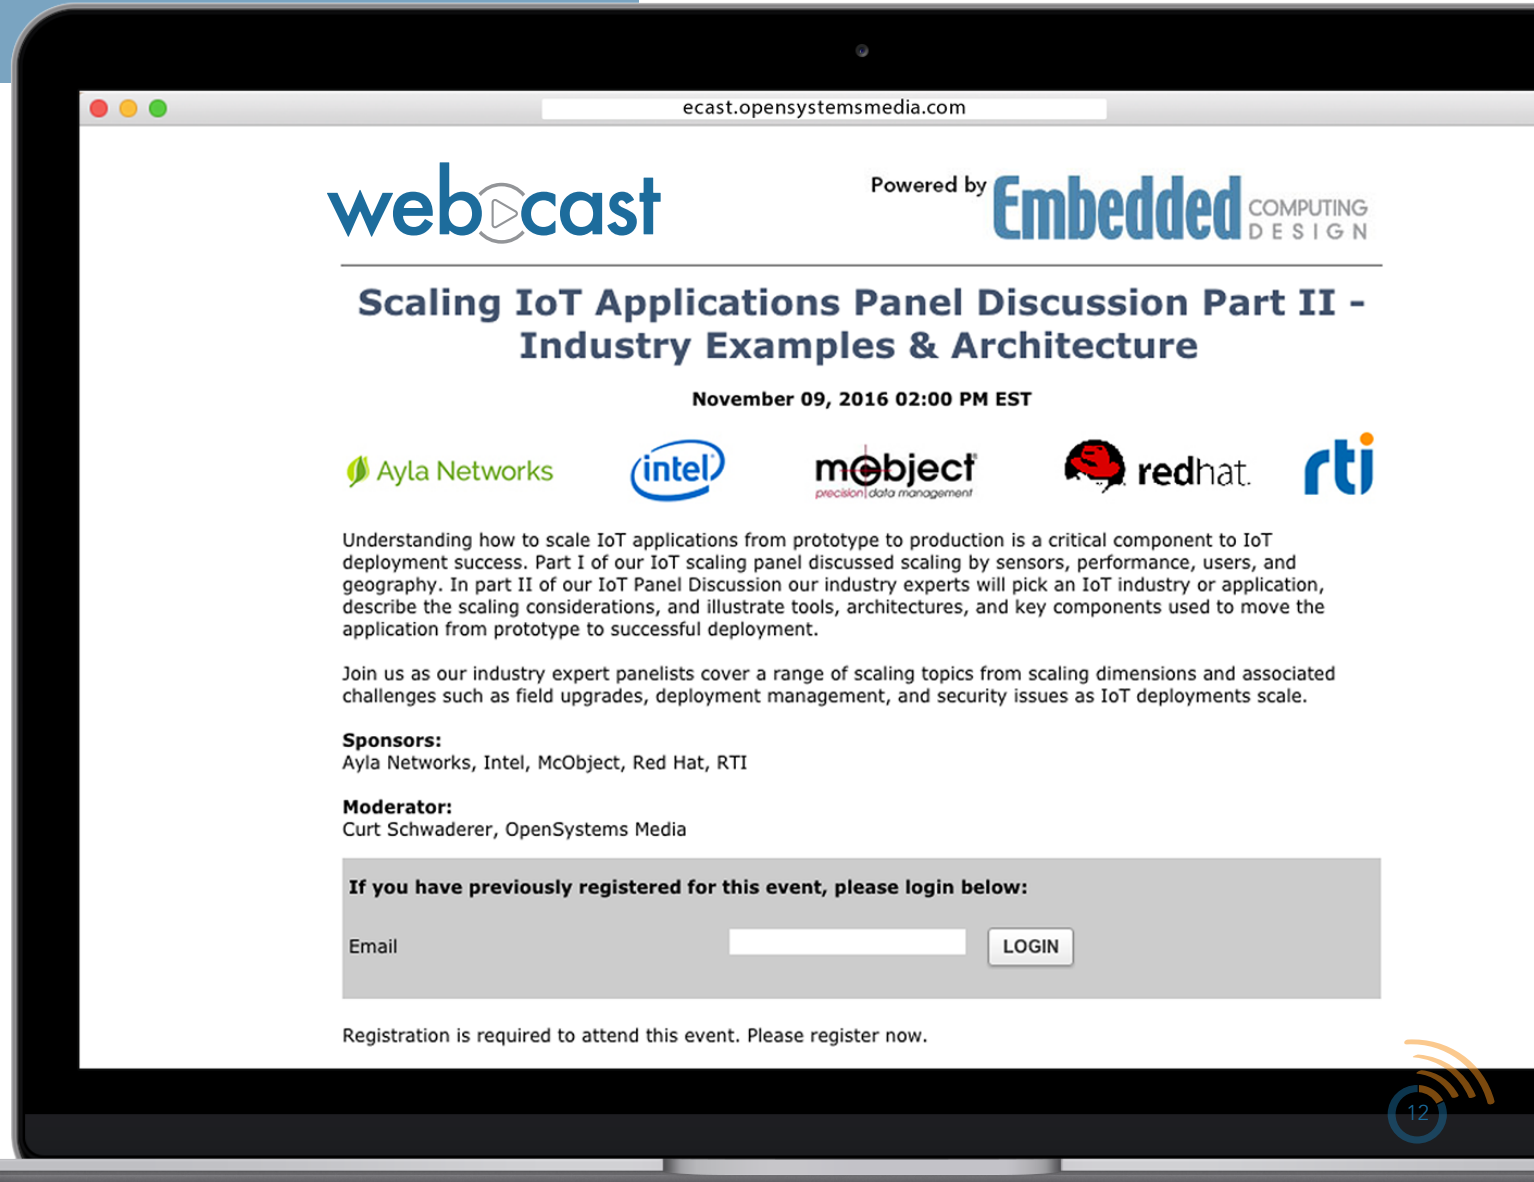 ecast.opensystemsmedia.com
webcast
Powered by Embedded COMPUTING DESIGN
Scaling IoT Applications Panel Discussion Part II -
Industry Examples & Architecture
November 09, 2016 02:00 PM EST
Ayla Networks
intel
mcobject
precision data management
redhat.
rti
Understanding how to scale IoT applications from prototype to production is a critical component to IoT
deployment success. Part I of our IoT scaling panel discussed scaling by sensors, performance, users, and
geography. In part II of our IoT Panel Discussion our industry experts will pick an IoT industry or application,
describe the scaling considerations, and illustrate tools, architectures, and key components used to move the
application from prototype to successful deployment.
Join us as our industry expert panelists cover a range of scaling topics from scaling dimensions and associated
challenges such as field upgrades, deployment management, and security issues as IoT deployments scale.
Sponsors:
Ayla Networks, Intel, McObject, Red Hat, RTI
Moderator:
Curt Schwaderer, OpenSystems Media
If you have previously registered for this event, please login below:
Email
LOGIN
Registration is required to attend this event. Please register now.
12